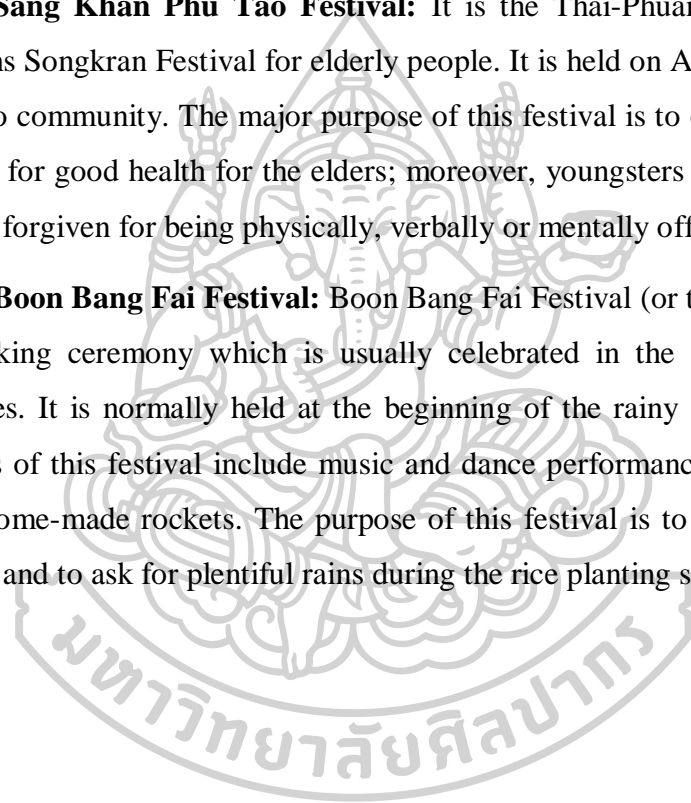 Sang Khan Phu Tao Festival: It is the Thai-Phuan
ns Songkran Festival for elderly people. It is held on A
o community. The major purpose of this festival is to
for good health for the elders; moreover, youngsters
forgiven for being physically, verbally or mentally off
Boon Bang Fai Festival: Boon Bang Fai Festival (or t
king ceremony which is usually celebrated in the
es. It is normally held at the beginning of the rainy
s of this festival include music and dance performanc
ome-made rockets. The purpose of this festival is to
and to ask for plentiful rains during the rice planting s
มหาวิทยาลัยศิลปากร